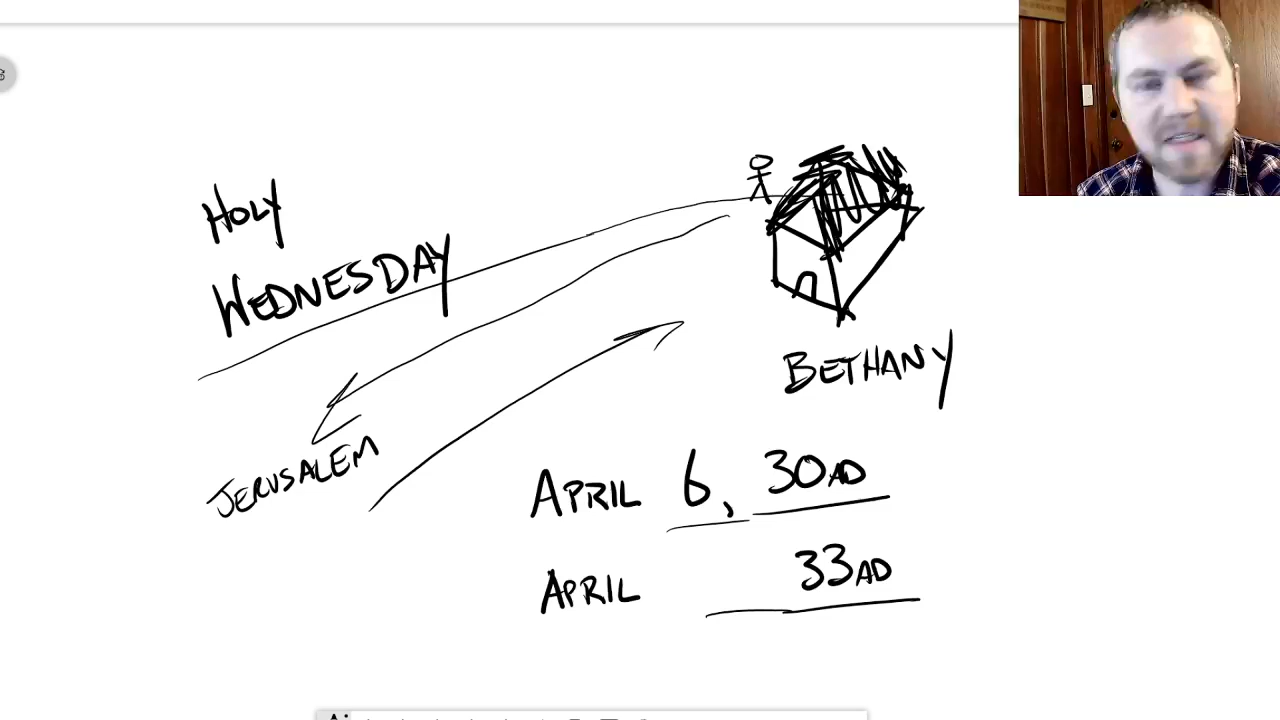 HOLY
WEDNESDAY
BETHANY
JERUSALEM
APRIL 6, 30AD
APRIL 33AD